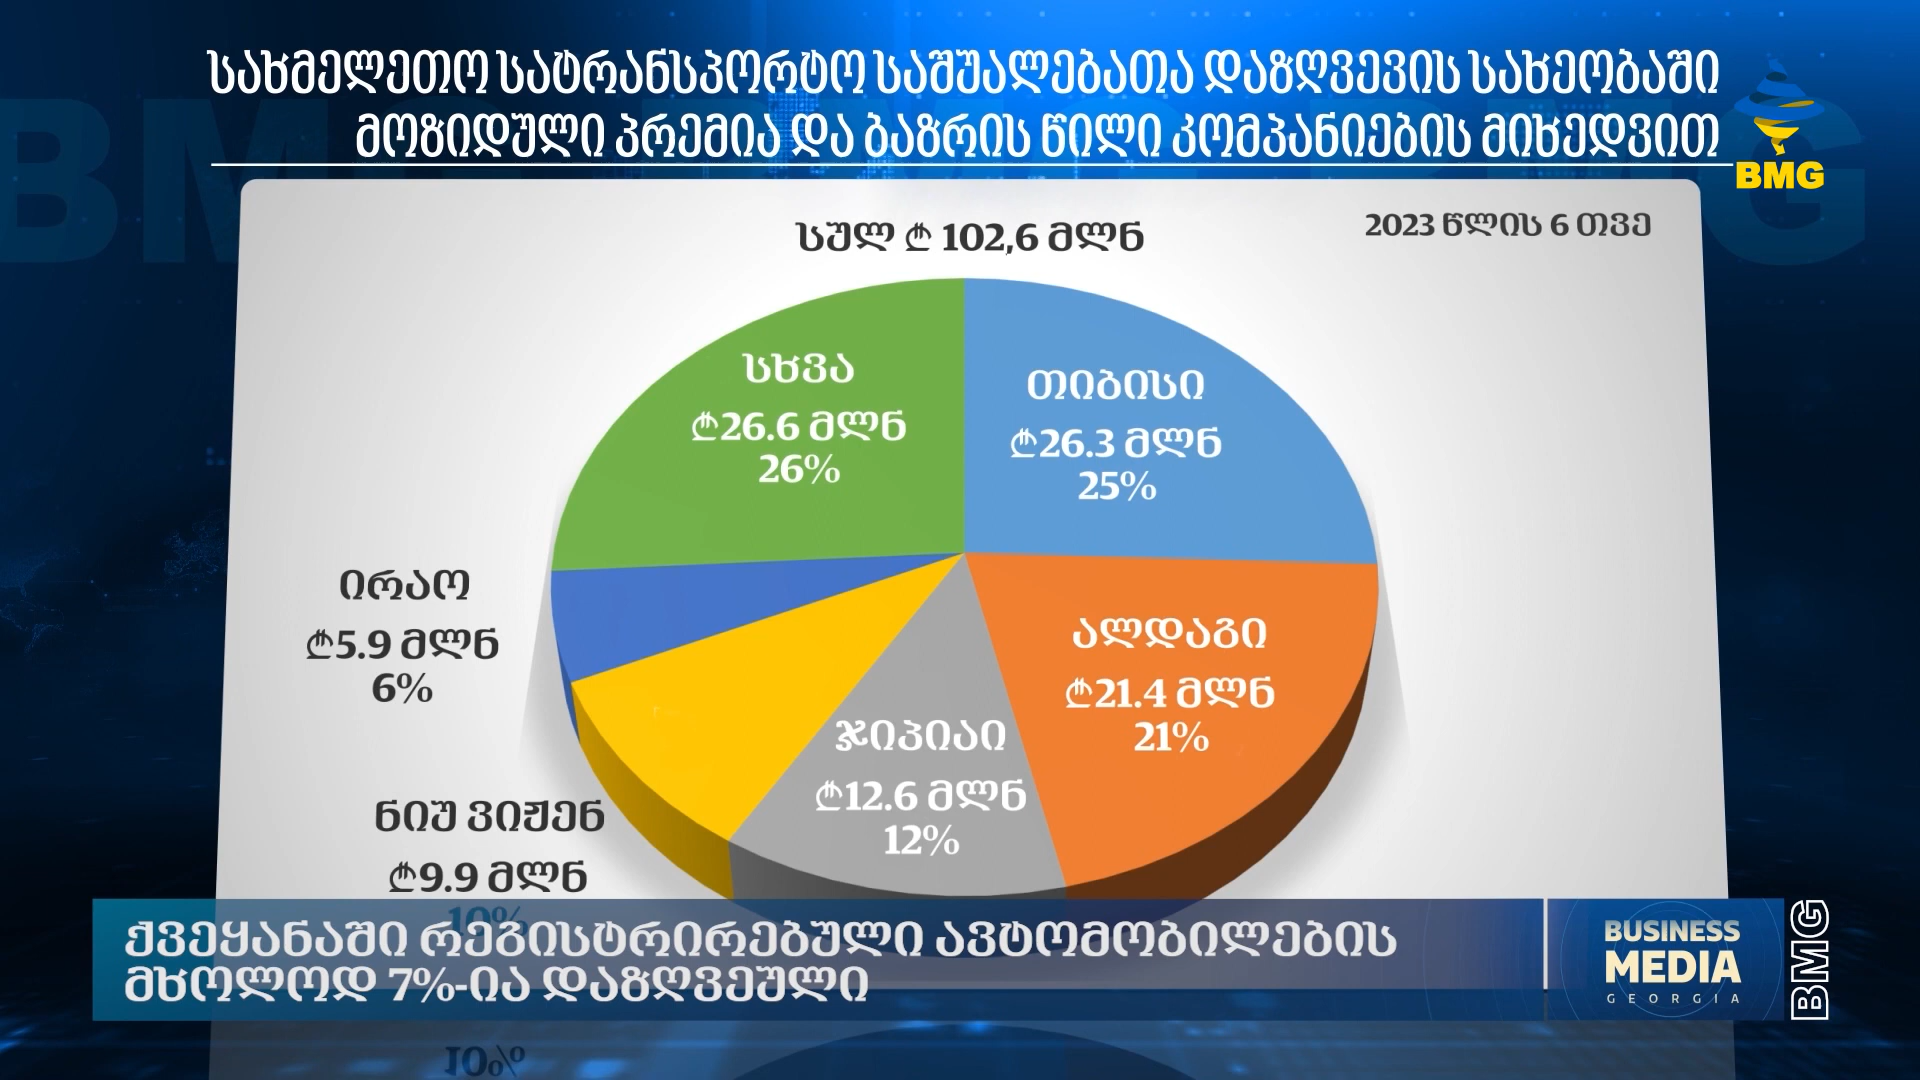 სახმელეთო სატრანსპორტო საშუალებათა დაზღვევის სახეობაში
მოზიდული პრემია და ბაზრის წილი კომპანიების მიხედვით
BMG
სულ ₾ 102,6 მლნ
2023 წლის 6 თვე
სხვა
₾26.6 მლნ
26%
თიბისი
₾26.3 მლნ
25%
ირაო
₾5.9 მლნ
6%
ალდაგი
₾21.4 მლნ
21%
ჯიპიაი
₾12.6 მლნ
12%
ნიუ ვიჟენ
₾9.9 მლნ
10%
ქვეყანაში რეგისტრირებული ავტომობილების
მხოლოდ 7%-ია დაზღვეული
BUSINESS
MEDIA
GEORGIA
BMG